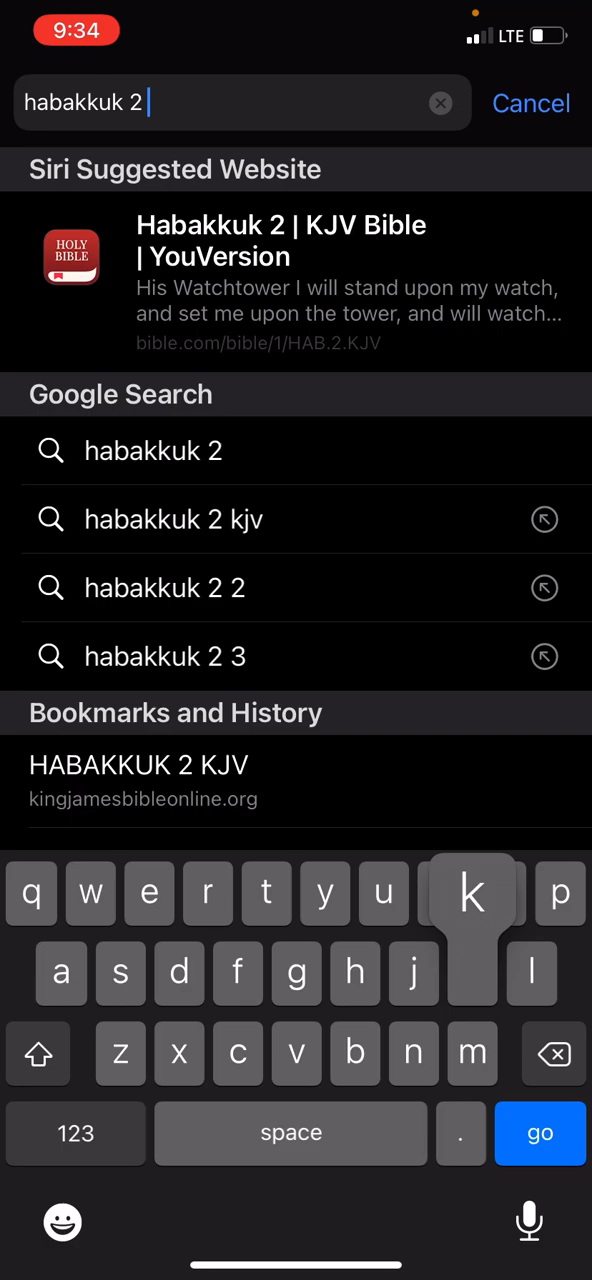 9:34
LTE
habakkuk 2
Cancel
Siri Suggested Website
HOLY
BIBLE
Habakkuk 2 | KJV Bible
| YouVersion
His Watchtower I will stand upon my watch,
and set me upon the tower, and will watch...
bible.com/bible/1/HAB.2.KJV
Google Search
habakkuk 2
habakkuk 2 kjv
habakkuk 2 2
habakkuk 2 3
Bookmarks and History
HABAKKUK 2 KJV
kingjamesbibleonline.org
q w e r t y u k p
a s d f g h j l
z x c v b n m
123 space . go